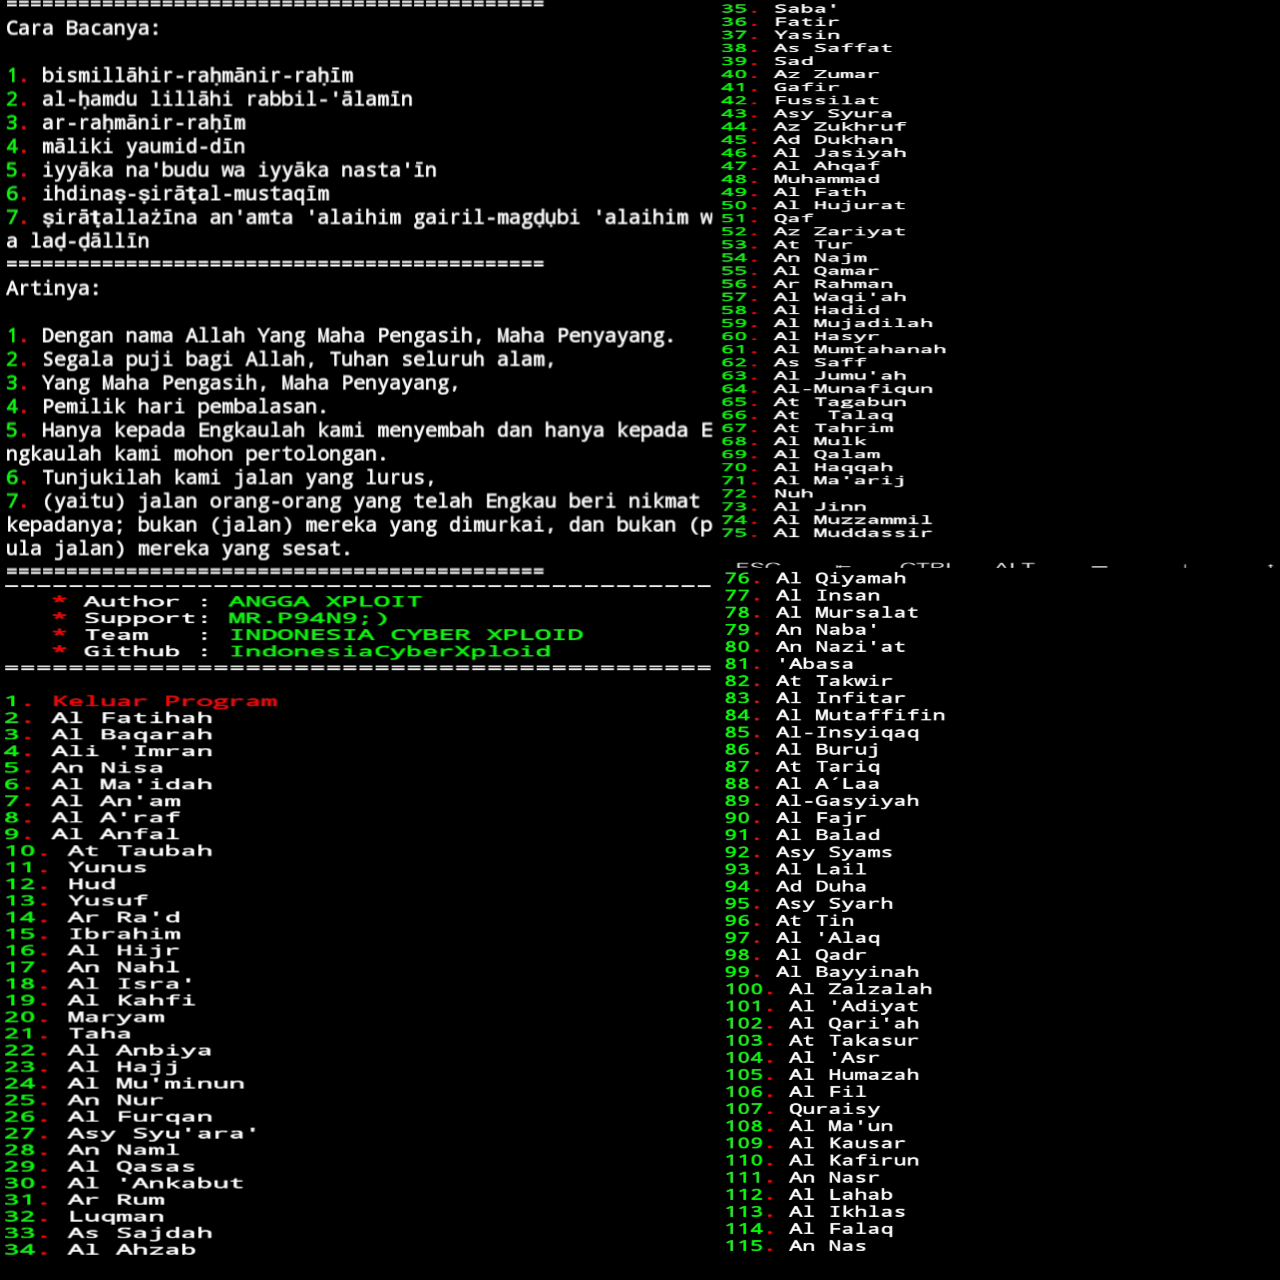 ============================================
Cara Bacanya:
1. bismillāhir-raḥmānir-raḥīm
2. al-ḥamdu lillāhi rabbil-'ālamīn
3. ar-raḥmānir-raḥīm
4. māliki yaumid-dīn
5. iyyāka na'budu wa iyyāka nasta'īn
6. ihdinaṣ-ṣirāṭal-mustaqīm
7. ṣirāṭallażīna an'amta 'alaihim gairil-magḍụbi 'alaihim w
a laḍ-ḍāllīn
============================================
Artinya:
1. Dengan nama Allah Yang Maha Pengasih, Maha Penyayang.
2. Segala puji bagi Allah, Tuhan seluruh alam,
3. Yang Maha Pengasih, Maha Penyayang,
4. Pemilik hari pembalasan.
5. Hanya kepada Engkaulah kami menyembah dan hanya kepada E
ngkaulah kami mohon pertolongan.
6. Tunjukilah kami jalan yang lurus,
7. (yaitu) jalan orang-orang yang telah Engkau beri nikmat
kepadanya; bukan (jalan) mereka yang dimurkai, dan bukan (p
ula jalan) mereka yang sesat.
============================================
--------------------------------------------
* Author : ANGGA XPLOIT
* Support: MR.P94N9;)
* Team : INDONESIA CYBER XPLOID
* Github : IndonesiaCyberXploid
============================================
1. Keluar Program
2. Al Fatihah
3. Al Baqarah
4. Ali 'Imran
5. An Nisa
6. Al Ma'idah
7. Al An'am
8. Al A'raf
9. Al Anfal
10. At Taubah
11. Yunus
12. Hud
13. Yusuf
14. Ar Ra'd
15. Ibrahim
16. Al Hijr
17. An Nahl
18. Al Isra'
19. Al Kahfi
20. Maryam
21. Taha
22. Al Anbiya
23. Al Hajj
24. Al Mu'minun
25. An Nur
26. Al Furqan
27. Asy Syu'ara'
28. An Naml
29. Al Qasas
30. Al 'Ankabut
31. Ar Rum
32. Luqman
33. As Sajdah
34. Al Ahzab
35. Saba'
36. Fatir
37. Yasin
38. As Saffat
39. Sad
40. Az Zumar
41. Gafir
42. Fussilat
43. Asy Syura
44. Az Zukhruf
45. Ad Dukhan
46. Al Jasiyah
47. Al Ahqaf
48. Muhammad
49. Al Fath
50. Al Hujurat
51. Qaf
52. Az Zariyat
53. At Tur
54. An Najm
55. Al Qamar
56. Ar Rahman
57. Al Waqi'ah
58. Al Hadid
59. Al Mujadilah
60. Al Hasyr
61. Al Mumtahanah
62. As Saff
63. Al Jumu'ah
64. Al-Munafiqun
65. At Tagabun
66. At  Talaq
67. At Tahrim
68. Al Mulk
69. Al Qalam
70. Al Haqqah
71. Al Ma'arij
72. Nuh
73. Al Jinn
74. Al Muzzammil
75. Al Muddassir
ESC CTRL ALT
76. Al Qiyamah
77. Al Insan
78. Al Mursalat
79. An Naba'
80. An Nazi'at
81. 'Abasa
82. At Takwir
83. Al Infitar
84. Al Mutaffifin
85. Al-Insyiqaq
86. Al Buruj
87. At Tariq
88. Al A´Laa
89. Al-Gasyiyah
90. Al Fajr
91. Al Balad
92. Asy Syams
93. Al Lail
94. Ad Duha
95. Asy Syarh
96. At Tin
97. Al 'Alaq
98. Al Qadr
99. Al Bayyinah
100. Al Zalzalah
101. Al 'Adiyat
102. Al Qari'ah
103. At Takasur
104. Al 'Asr
105. Al Humazah
106. Al Fil
107. Quraisy
108. Al Ma'un
109. Al Kausar
110. Al Kafirun
111. An Nasr
112. Al Lahab
113. Al Ikhlas
114. Al Falaq
115. An Nas